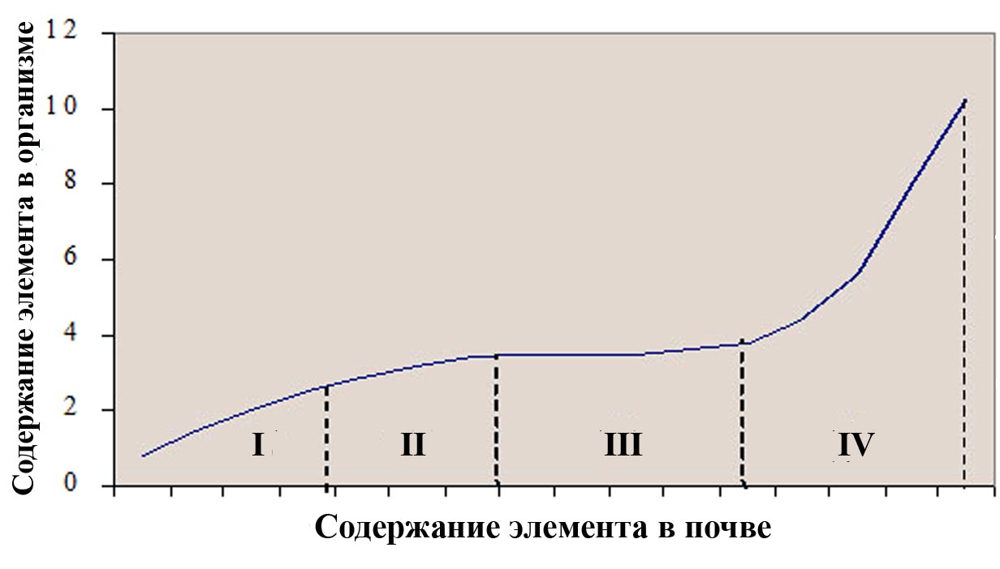 Содержание элемента в организме
12
10
8
6
4
2
0
I
II
III
IV
Содержание элемента в почве